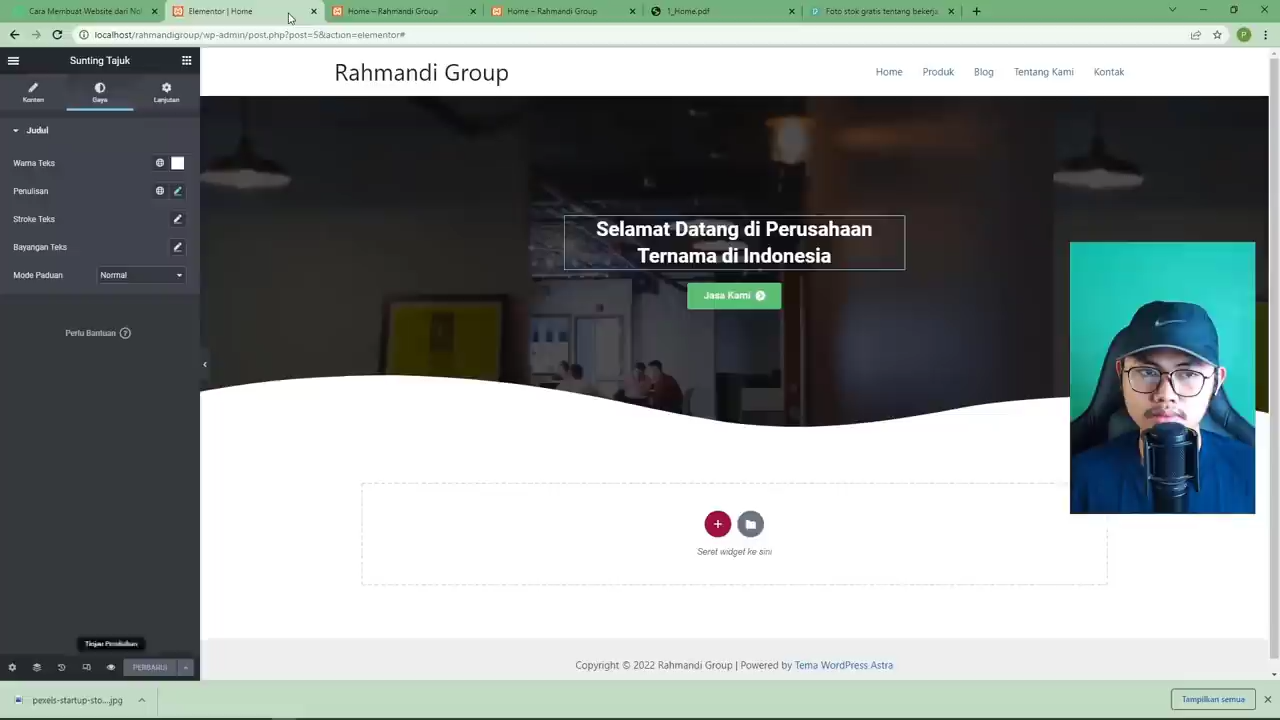 Cara Membuat Website dari Nol
Elementor | Home
Home – Rahmandi Group
Home – Rahmandi Group
1_Home.pdf
Foto stok gratis tentang bekerja
localhost/rahmandigroup/wp-admin/post.php?post=5&action=elementor#
P
Sunting Tajuk
Konten
Gaya
Lanjutan
Judul
Warna Teks
Penulisan
Stroke Teks
Bayangan Teks
Mode Paduan
Normal
Perlu Bantuan ?
Tinjau Perubahan
PERBARUI
Rahmandi Group
Home
Produk
Blog
Tentang Kami
Kontak
Selamat Datang di Perusahaan
Ternama di Indonesia
Jasa Kami
Seret widget ke sini
Copyright © 2022 Rahmandi Group | Powered by Tema WordPress Astra
pexels-startup-sto....jpg
Tampilkan semua